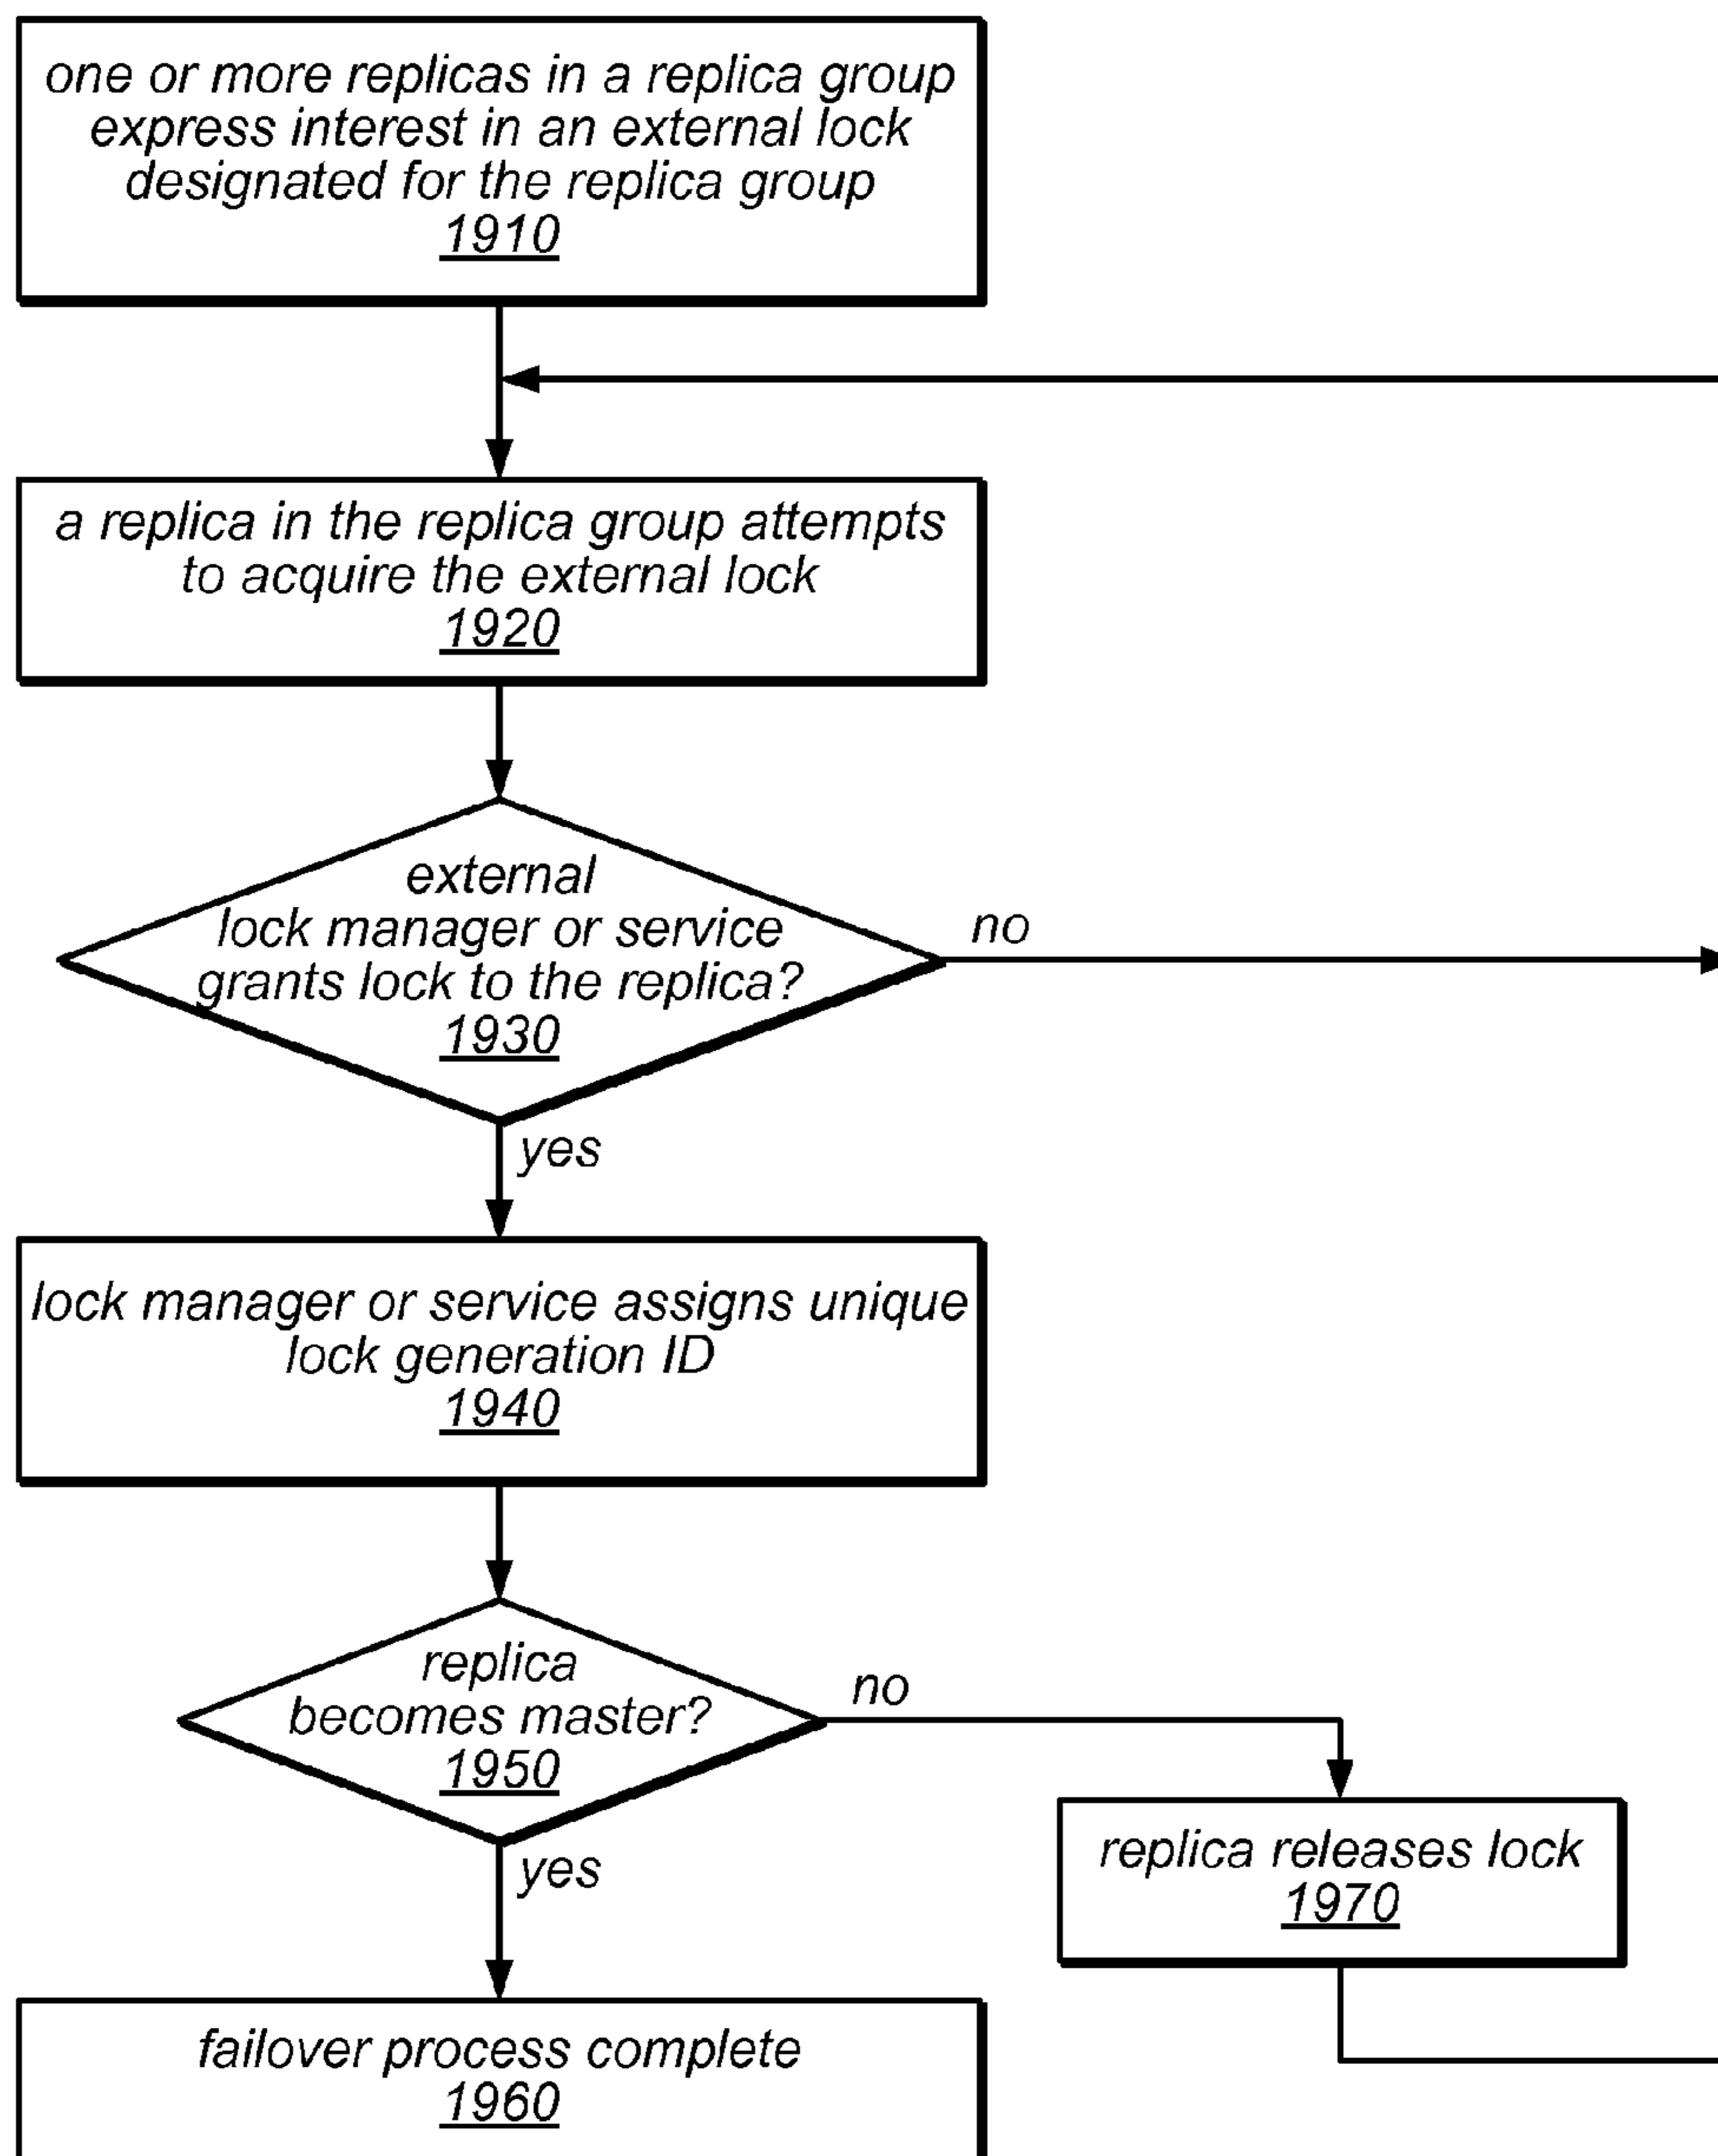 one or more replicas in a replica group
express interest in an external lock
designated for the replica group
1910
a replica in the replica group attempts
to acquire the external lock
1920
external
lock manager or service
grants lock to the replica?
1930
no
yes
lock manager or service assigns unique
lock generation ID
1940
replica
becomes master?
1950
no
yes
replica releases lock
1970
failover process complete
1960